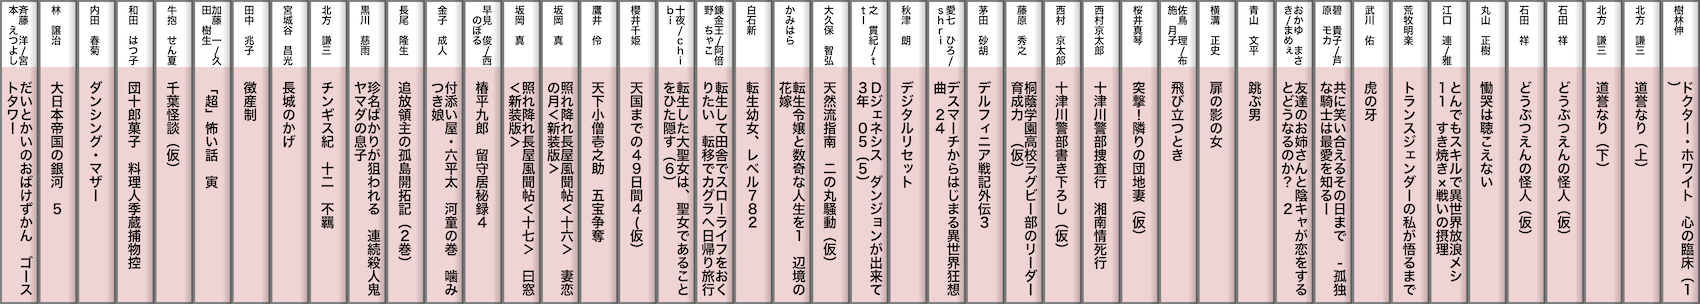 樹林伸
ドクター・ホワイト　心の臨床（１
）
北方　謙三
道誉なり（上）
北方　謙三
道誉なり（下）
石田　祥
どうぶつえんの怪人（仮）
石田　祥
どうぶつえんの怪人（仮）
丸山　正樹
慟哭は聴こえない
江口　連/雅
とんでもスキルで異世界放浪メシ
１１　すき焼き×戦いの摂理
荒牧明楽
トランスジェンダーの私が悟るまで
武川　佑
虎の牙
碧　貴子/芦
原　モカ
共に笑い合えるその日まで　-孤独
な騎士は最愛を知るー
おかゆ　まさ
き/まめぇ
友達のお姉さんと陰キャが恋をする
とどうなるのか？　２
青山　文平
跳ぶ男
横溝　正史
扉の影の女
佐鳥　理/布
施　月子
飛び立つとき
桜井真琴
突撃！隣りの団地妻（仮）
西村京太郎
十津川警部捜査行　湘南情死行
西村　京太郎
十津川警部書き下ろし（仮）
藤原　秀之
桐蔭学園高校ラグビー部のリーダー
育成力　（仮）
茅田　砂胡
デルフィニア戦記外伝３
愛七　ひろ/
ｓｈｒｉ
デスマーチからはじまる異世界狂想
曲　２４
秋津　朗
デジタルリセット
之　貫紀/ｔ
ｔｌ
Ｄジェネシス　ダンジョンが出来て
３年　０５（５）
大久保　智弘
天然流指南　二の丸騒動（仮）
かみはら
転生令嬢と数奇な人生を１　辺境の
花嫁
白石新
転生幼女、レベル７８２
錬金王/阿倍
野　ちゃこ
転生して田舎でスローライフをおく
りたい　転移でカグラへ日帰り旅行
十夜/ｃｈｉ
ｂｉ
転生した大聖女は、聖女であること
をひた隠す（６）
櫻井千姫
天国までの４９日間４(仮)
鷹井　伶
天下小僧壱之助　五宝争奪
坂岡　真
照れ降れ長屋風聞帖＜十六＞　妻恋
の月＜新装版＞
坂岡　真
照れ降れ長屋風聞帖＜十七＞　日窓
＜新装版＞
早見　俊/西
のぼる
椿平九郎　留守居秘録４
金子　成人
付添い屋・六平太　河童の巻　噛み
つき娘
長尾　隆生
追放領主の孤島開拓記（２巻）
黒川　慈雨
珍名ばかりが狙われる　連続殺人鬼
ヤマダの息子
北方　謙三
チンギス紀　十二　不羈
宮城谷　昌光
長城のかげ
田中　兆子
徴産制
加藤　一/久
田　樹生
「超」怖い話　寅
牛抱　せん夏
千葉怪談（仮）
和田　はつ子
団十郎菓子　料理人季蔵捕物控
内田　春菊
ダンシング・マザー
林　譲治
大日本帝国の銀河　５
斉藤　洋/宮
本　えつよし
だいとかいのおばけずかん　ゴース
トタワー